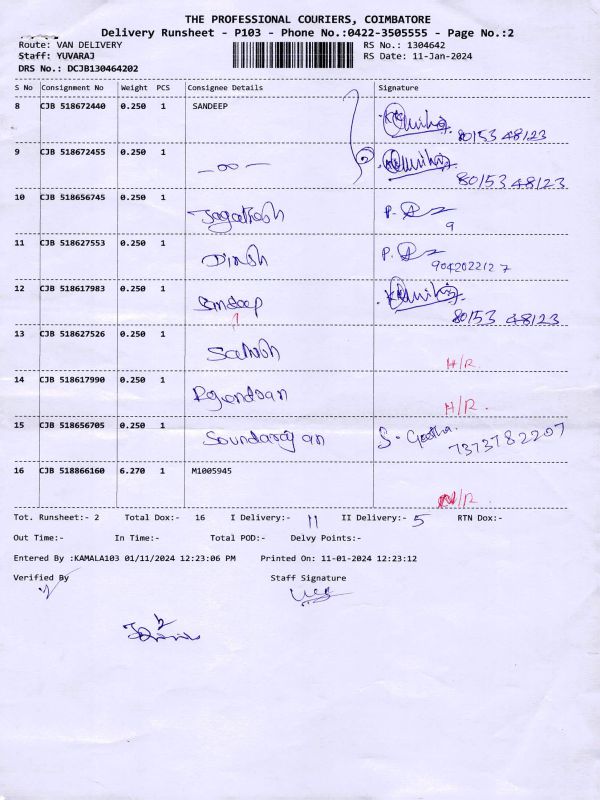 THE PROFESSIONAL COURIERS, COIMBATORE
Delivery Runsheet - P103 - Phone No.:0422-3505555 - Page No.:2
Route: VAN DELIVERY RS No.: 1304642
Staff: YUVARAJ RS Date: 11-Jan-2024
DRS No.: DCJB130464202
S No Consignment No Weight PCS Consignee Details Signature
8 CJB 518672440 0.250 1 SANDEEP 80153 48123
9 CJB 518672455 0.250 1 80153 48123
10 CJB 518656745 0.250 1 Jagathesh P.
9
11 CJB 518627553 0.250 1 Dinesh P.
9042022127
12 CJB 518617983 0.250 1 Sandeep
80153 48123
13 CJB 518627526 0.250 1 Sathish
N/R.
14 CJB 518617990 0.250 1 Rajendran
N/R.
15 CJB 518656705 0.250 1 Soundarajan S. Geetha. 7373782207
16 CJB 518866160 6.270 1 M1005945
N/R.
Tot. Runsheet:- 2 Total Dox:- 16 I Delivery:- 11 II Delivery:- 5 RTN Dox:-
Out Time:- In Time:- Total POD:- Delvy Points:-
Entered By :KAMALA103 01/11/2024 12:23:06 PM Printed On: 11-01-2024 12:23:12
Verified By Staff Signature